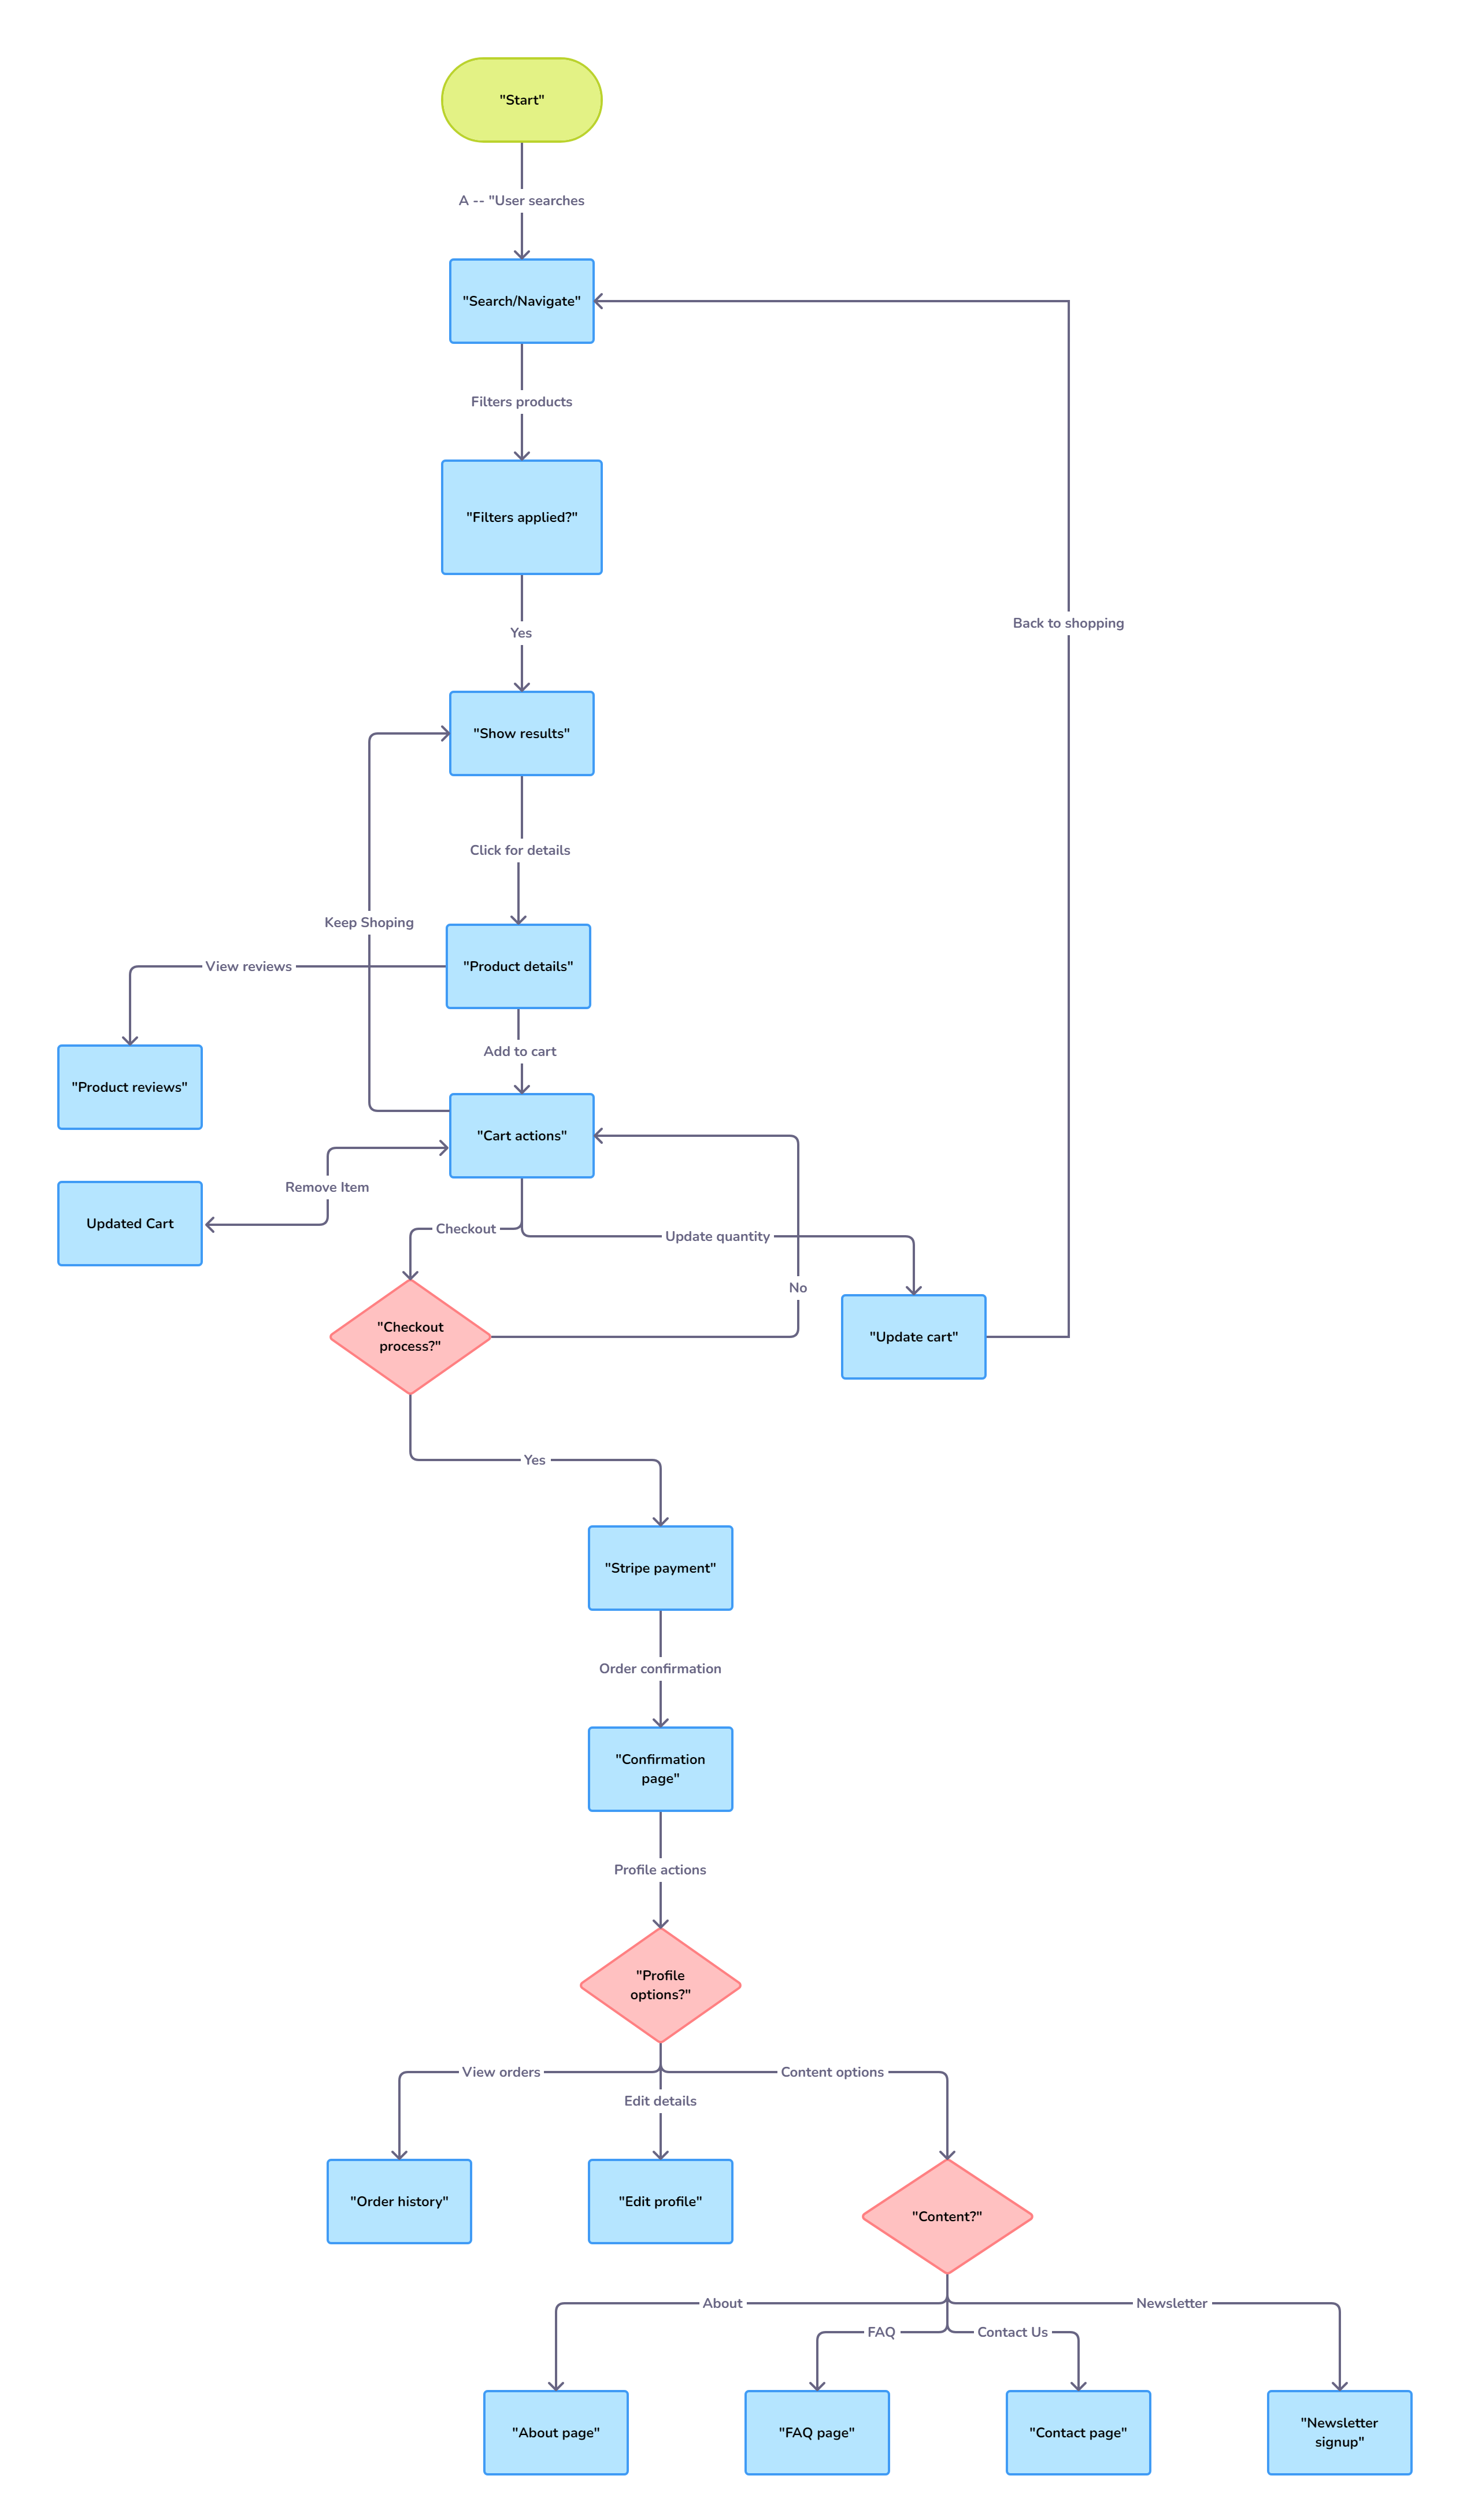 "Start"
A -- "User searches
"Search/Navigate"
Filters products
"Filters applied?"
Back to shopping
Yes
"Show results"
Click for details
Keep Shoping
View reviews
"Product details"
Add to cart
"Product reviews"
"Cart actions"
Remove Item
Updated Cart
Checkout
Update quantity
No
"Checkout
process?"
"Update cart"
Yes
"Stripe payment"
Order confirmation
"Confirmation
page"
Profile actions
"Profile
options?"
View orders
Content options
Edit details
"Order history"
"Edit profile"
"Content?"
About
Newsletter
FAQ
Contact Us
"About page"
"FAQ page"
"Contact page"
"Newsletter
signup"